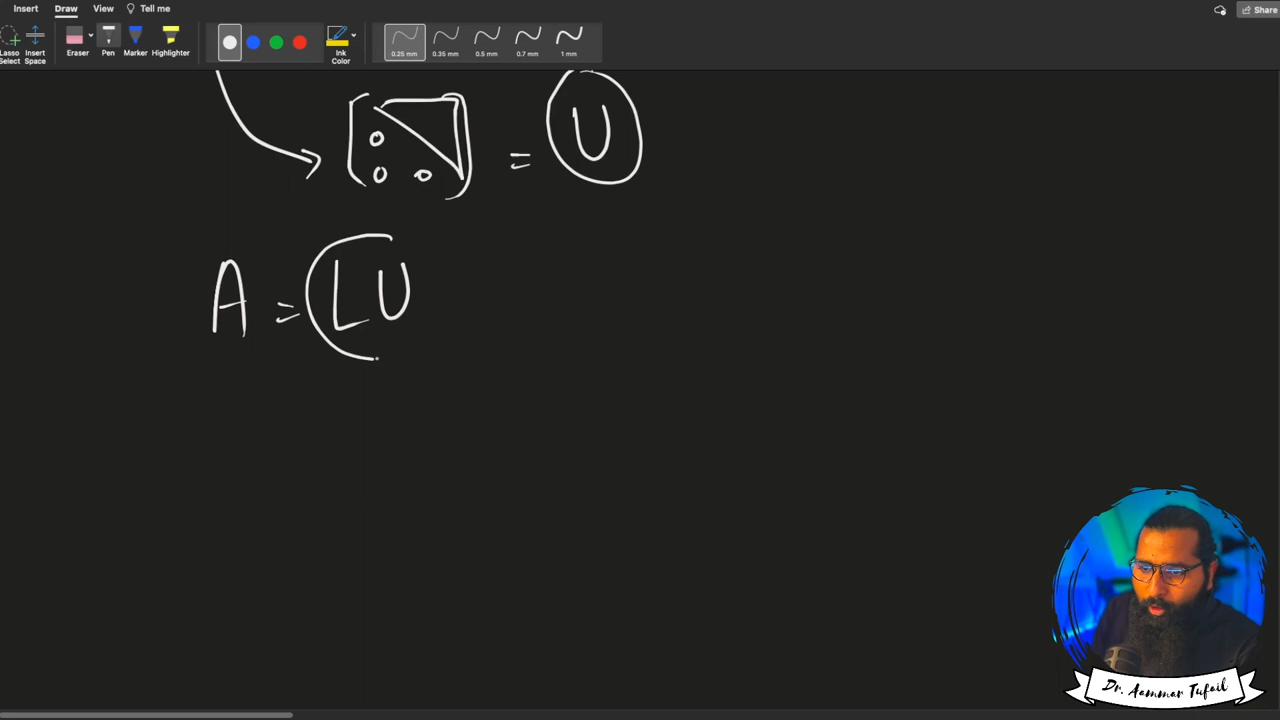 Insert Draw View Tell me
Share
Lasso Select
Insert Space
Eraser
Pen
Marker
Highlighter
Ink Color
0.25 mm
0.35 mm
0.5 mm
0.7 mm
1 mm
0
0 0
= U
A = LU
Dr. Aammar Tufail